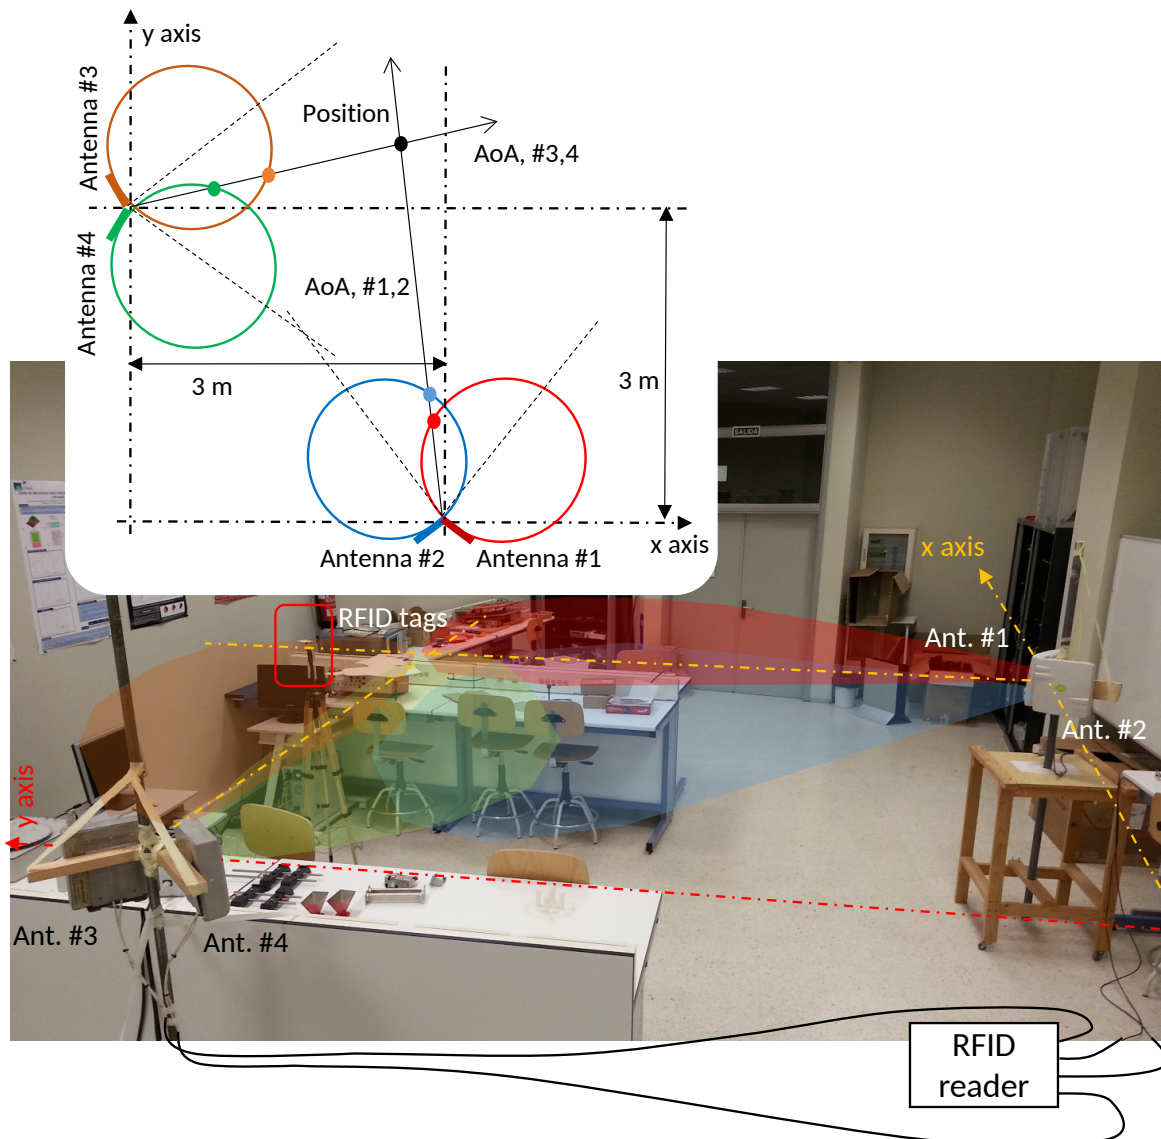 y axis
Antenna #3
Position
AoA, #3,4
Antenna #4
AoA, #1,2
3 m
3 m
Antenna #2
Antenna #1
x axis
SALIDA
x axis
RFID tags
Ant. #1
Ant. #2
y axis
Ant. #3
Ant. #4
RFID
reader